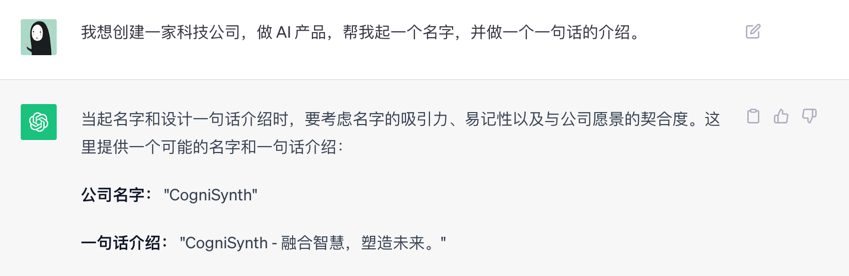 我想创建一家科技公司，做 AI 产品，帮我起一个名字，并做一个一句话的介绍。
当起名字和设计一句话介绍时，要考虑名字的吸引力、易记性以及与公司愿景的契合度。这
里提供一个可能的名字和一句话介绍：
公司名字： "CogniSynth"
一句话介绍： "CogniSynth - 融合智慧，塑造未来。"